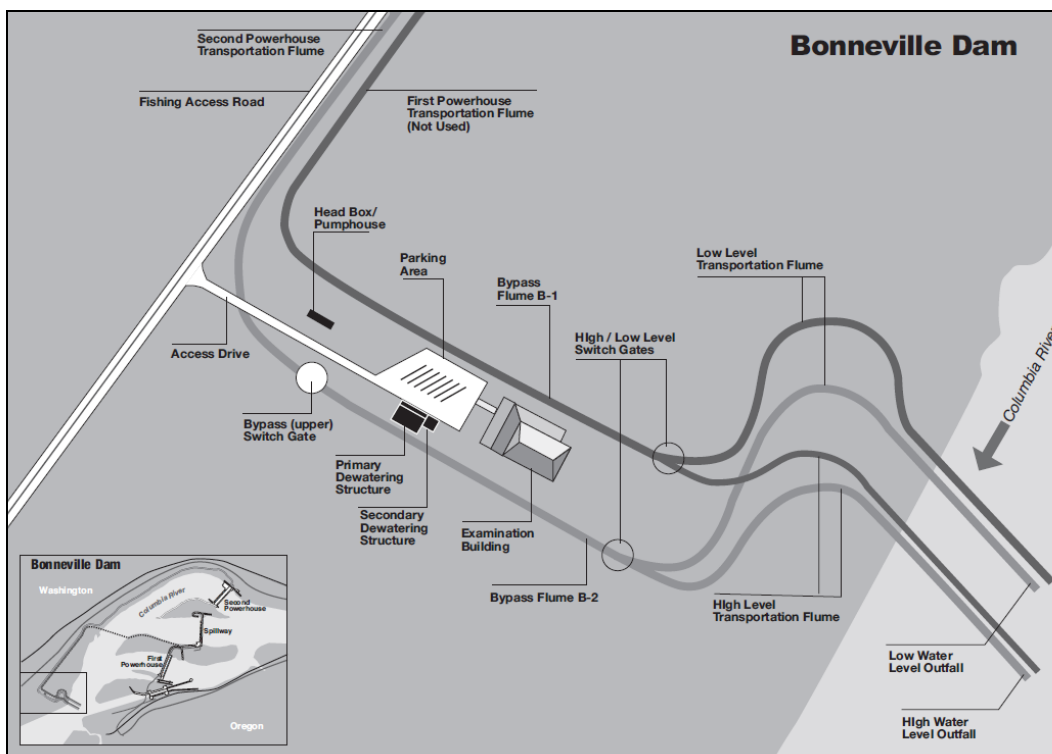 Bonneville Dam
Second Powerhouse
Transportation Flume
Fishing Access Road
First Powerhouse
Transportation Flume
(Not Used)
Head Box/
Pumphouse
Parking
Area
Bypass
Flume B-1
Low Level
Transportation Flume
HIgh / Low Level
Switch Gates
Access Drive
Columbia River
Bypass (upper)
Switch Gate
Primary
Dewatering
Structure
Secondary
Dewatering
Structure
Examination
Building
Bypass Flume B-2
HIgh Level
Transportation Flume
Low Water
Level Outfall
HIgh Water
Level Outfall
Bonneville Dam
Washington
Columbia River
Second
Powerhouse
Spillway
First
Powerhouse
Oregon